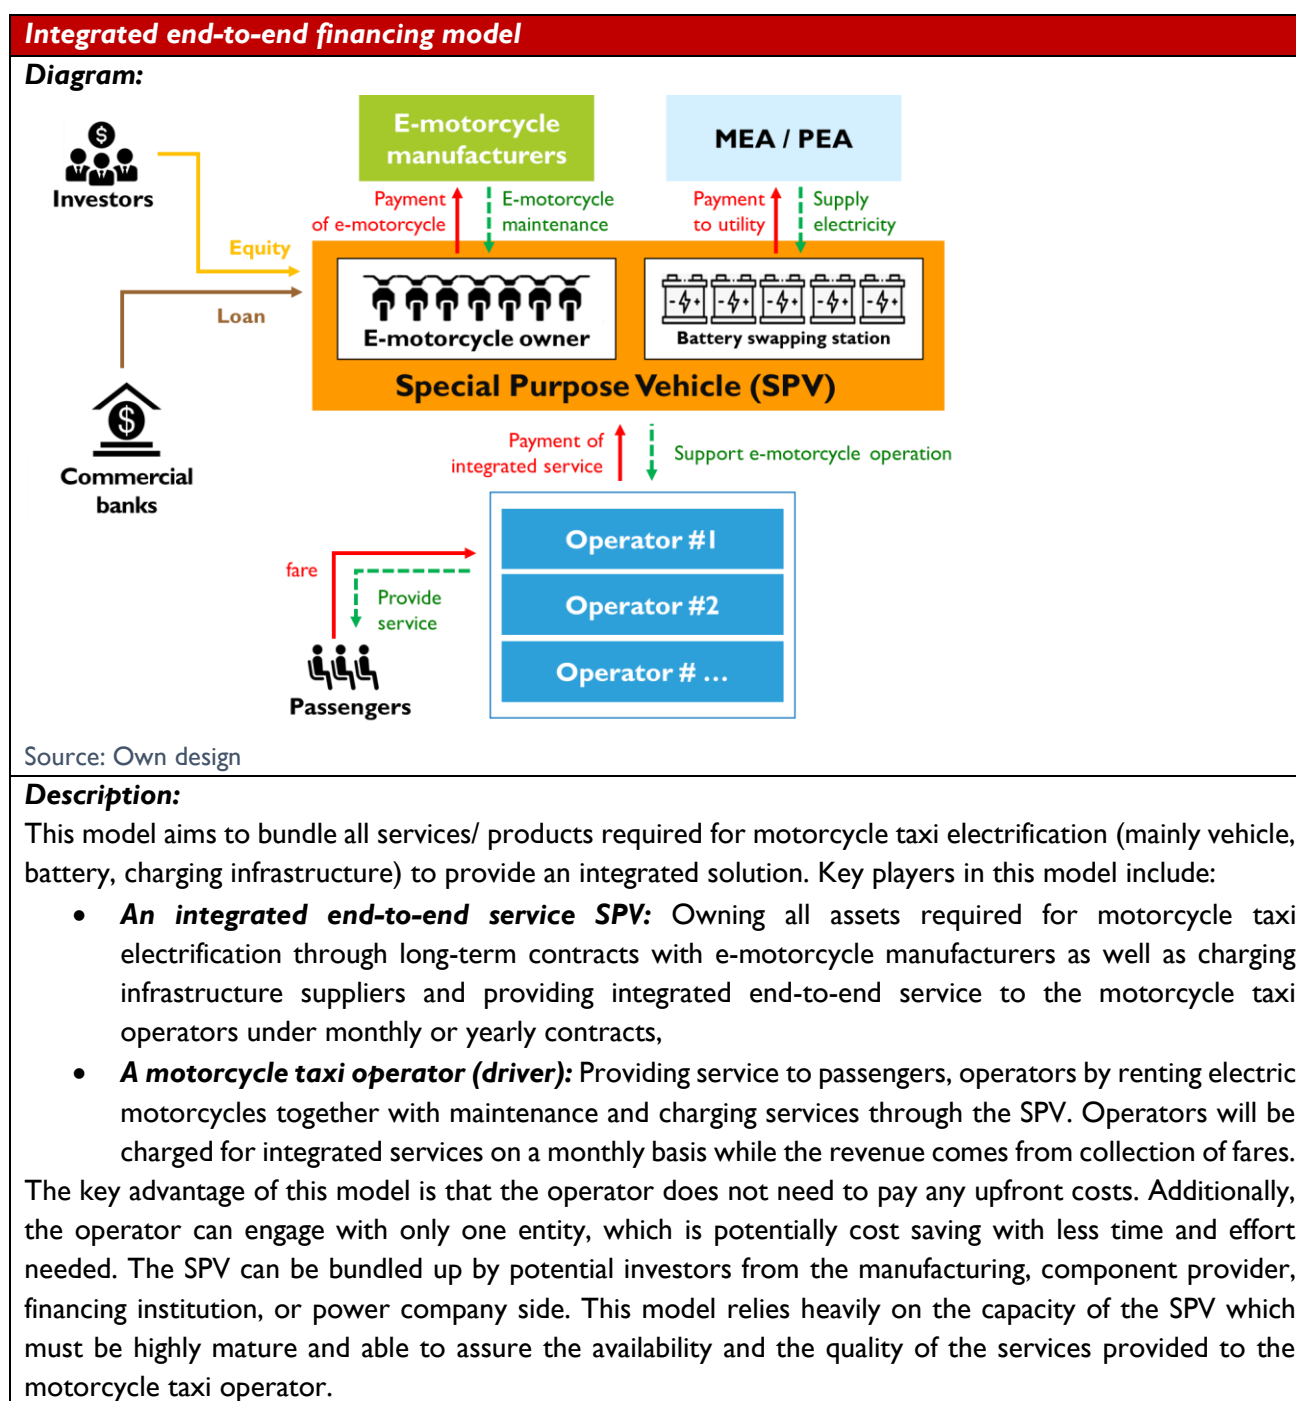 Integrated end-to-end financing model
Diagram:
E-motorcycle
manufacturers
MEA / PEA
Investors
Payment
of e-motorcycle
E-motorcycle
maintenance
Payment
to utility
Supply
electricity
Equity
Loan
E-motorcycle owner
Battery swapping station
Special Purpose Vehicle (SPV)
Commercial
banks
Payment of
integrated service
Support e-motorcycle operation
Operator #1
Operator #2
Operator # …
fare
Provide
service
Passengers
Source: Own design
Description:
This model aims to bundle all services/ products required for motorcycle taxi electrification (mainly vehicle,
battery, charging infrastructure) to provide an integrated solution. Key players in this model include:
• An integrated end-to-end service SPV: Owning all assets required for motorcycle taxi
electrification through long-term contracts with e-motorcycle manufacturers as well as charging
infrastructure suppliers and providing integrated end-to-end service to the motorcycle taxi
operators under monthly or yearly contracts,
• A motorcycle taxi operator (driver): Providing service to passengers, operators by renting electric
motorcycles together with maintenance and charging services through the SPV. Operators will be
charged for integrated services on a monthly basis while the revenue comes from collection of fares.
The key advantage of this model is that the operator does not need to pay any upfront costs. Additionally,
the operator can engage with only one entity, which is potentially cost saving with less time and effort
needed. The SPV can be bundled up by potential investors from the manufacturing, component provider,
financing institution, or power company side. This model relies heavily on the capacity of the SPV which
must be highly mature and able to assure the availability and the quality of the services provided to the
motorcycle taxi operator.